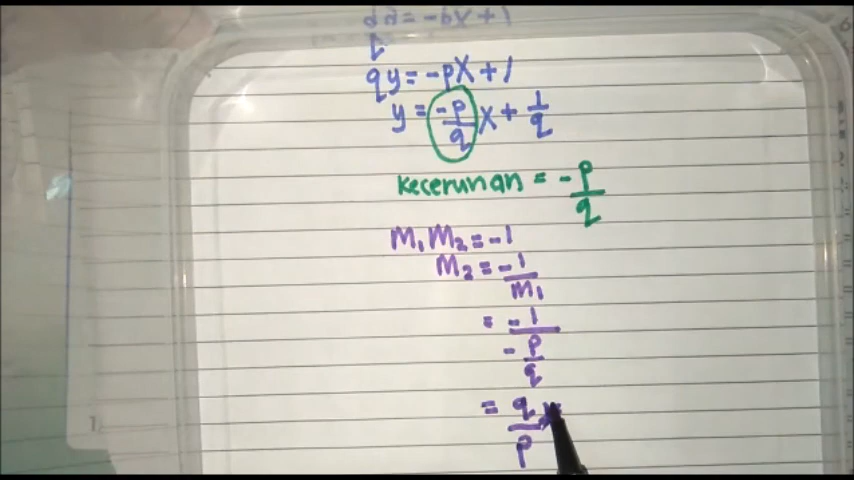 qy = -px + 1
y = -p/q x + 1/q
kecerunan = - p/q
M₁M₂ = -1
M₂ = -1/M₁
= -1/-p/q
= q/p